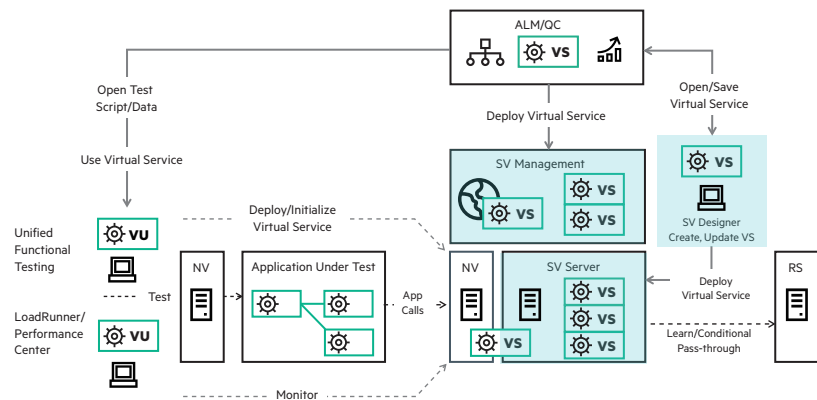 ALM/QC
VS
Open Test
Script/Data
Open/Save
Virtual Service
Deploy Virtual Service
Use Virtual Service
SV Management
VS
VS
VS
VS
SV Designer
Create, Update VS
Deploy/Initialize
Virtual Service
Unified
Functional
Testing
VU
NV
Application Under Test
NV
SV Server
Deploy
Virtual Service
RS
Test
App
Calls
VS
VS
VS
VS
LoadRunner/
Performance
Center
VU
Learn/Conditional
Pass-through
Monitor